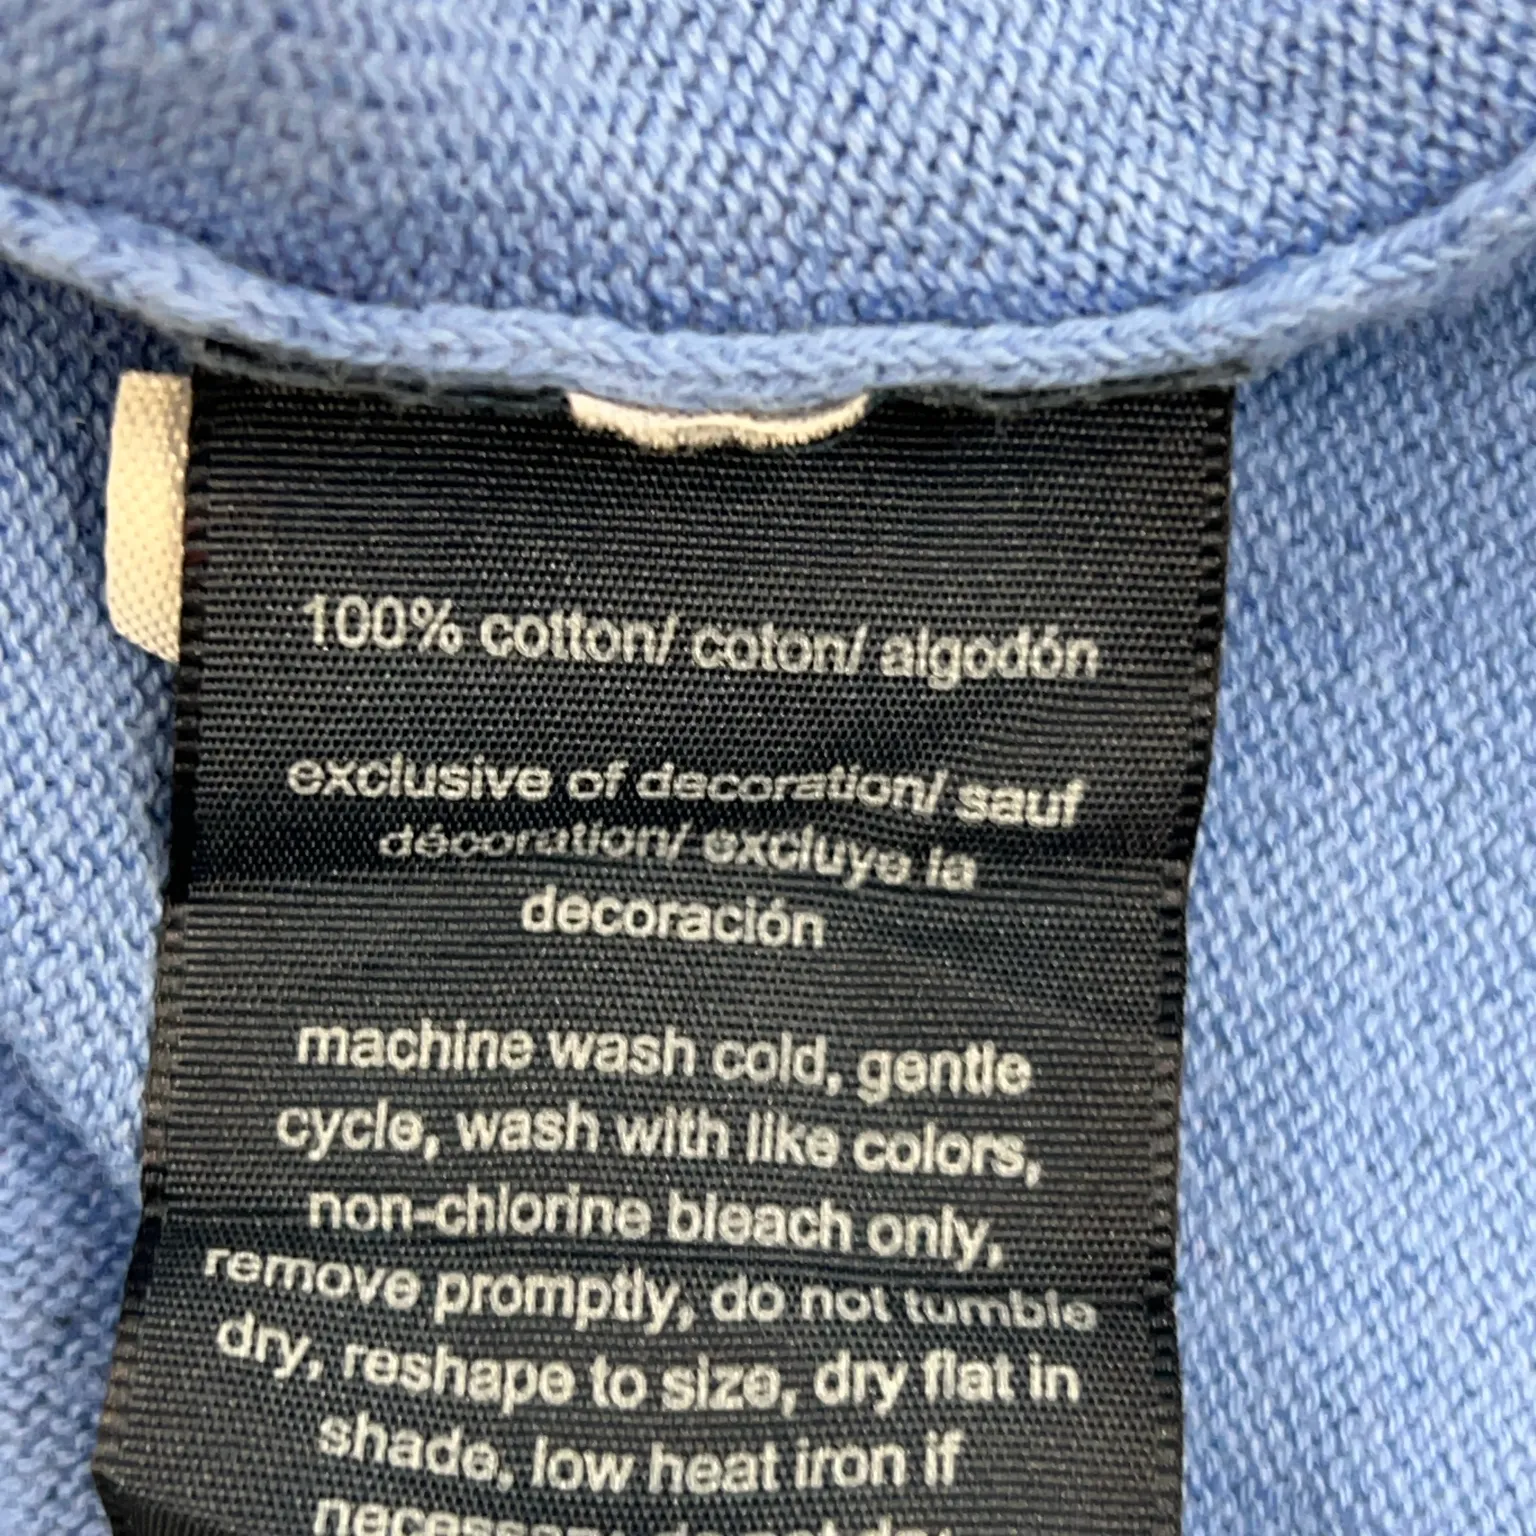 100% cotton/ coton/ algodón
exclusive of decoration/ sauf
décoration/ excluye la
decoración
machine wash cold, gentle
cycle, wash with like colors,
non-chlorine bleach only,
remove promptly, do not tumble
dry, reshape to size, dry flat in
shade, low heat iron if